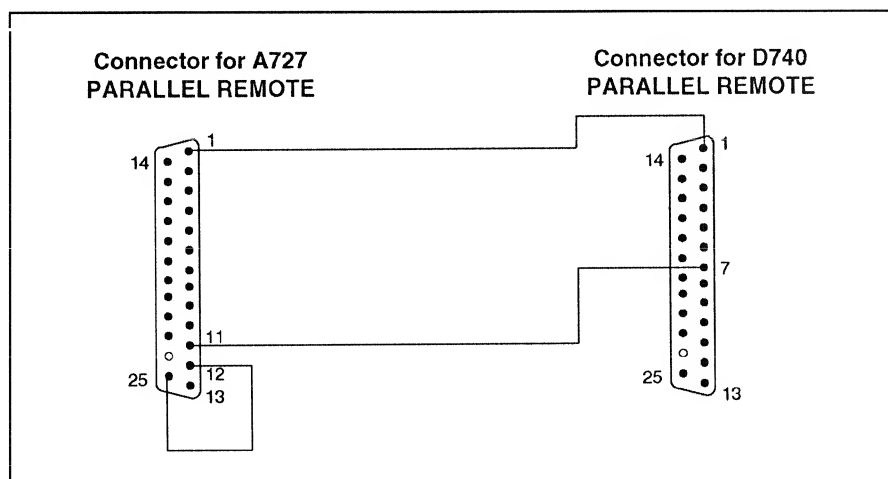 Connector for A727
PARALLEL REMOTE
Connector for D740
PARALLEL REMOTE
1
14
11
12
25
13
1
14
7
25
13